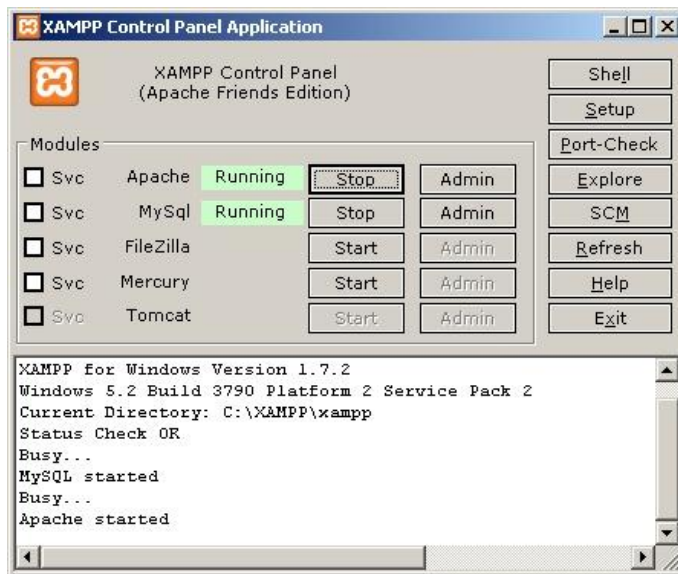 XAMPP Control Panel Application
XAMPP Control Panel
(Apache Friends Edition)
Shell
Setup
Port-Check
Explore
SCM
Refresh
Help
Exit
Modules
Svc Apache Running Stop Admin
Svc MySql Running Stop Admin
Svc FileZilla Start Admin
Svc Mercury Start Admin
Svc Tomcat Start Admin
XAMPP for Windows Version 1.7.2
Windows 5.2 Build 3790 Platform 2 Service Pack 2
Current Directory: C:\XAMPP\xampp
Status Check OK
Busy...
MySQL started
Busy...
Apache started